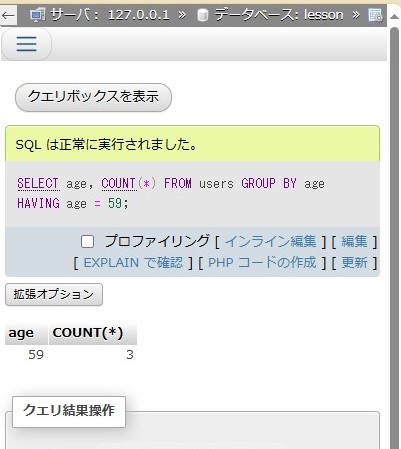 ← サーバ： 127.0.0.1 » データベース: lesson »
クエリボックスを表示
SQL は正常に実行されました。
SELECT age, COUNT(*) FROM users GROUP BY age
HAVING age = 59;
プロファイリング [ インライン編集 ] [ 編集 ]
[ EXPLAIN で確認 ] [ PHP コードの作成 ] [ 更新 ]
拡張オプション
age COUNT(*)
59 3
クエリ結果操作